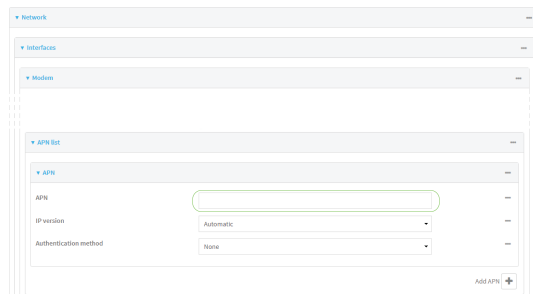 Network
Interfaces
Modem
APN list
APN
APN
IP version Automatic
Authentication method None
Add APN